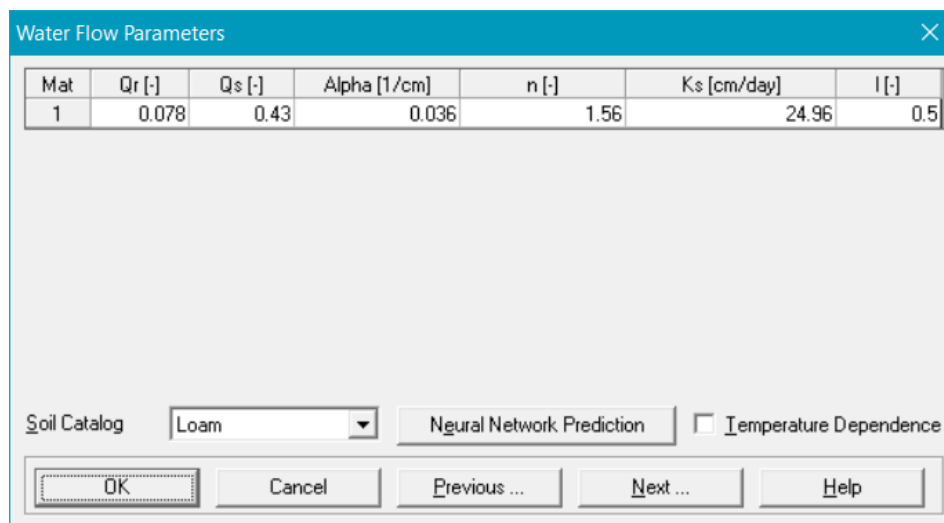 Water Flow Parameters
Mat Qr [-] Qs [-] Alpha [1/cm] n [-] Ks [cm/day] l [-]
1 0.078 0.43 0.036 1.56 24.96 0.5
Soil Catalog Loam Neural Network Prediction Temperature Dependence
OK Cancel Previous ... Next ... Help